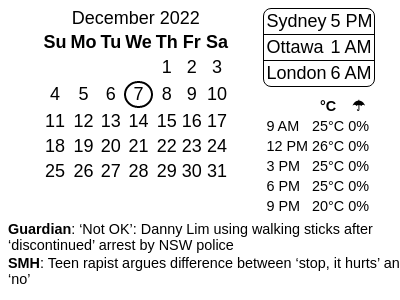 December 2022
Su Mo Tu We Th Fr Sa
1 2 3
4 5 6 7 8 9 10
11 12 13 14 15 16 17
18 19 20 21 22 23 24
25 26 27 28 29 30 31
Sydney 5 PM
Ottawa 1 AM
London 6 AM
°C ☂
9 AM 25°C 0%
12 PM 26°C 0%
3 PM 25°C 0%
6 PM 25°C 0%
9 PM 20°C 0%
Guardian: ‘Not OK’: Danny Lim using walking sticks after
‘discontinued’ arrest by NSW police
SMH: Teen rapist argues difference between ‘stop, it hurts’ an
‘no’